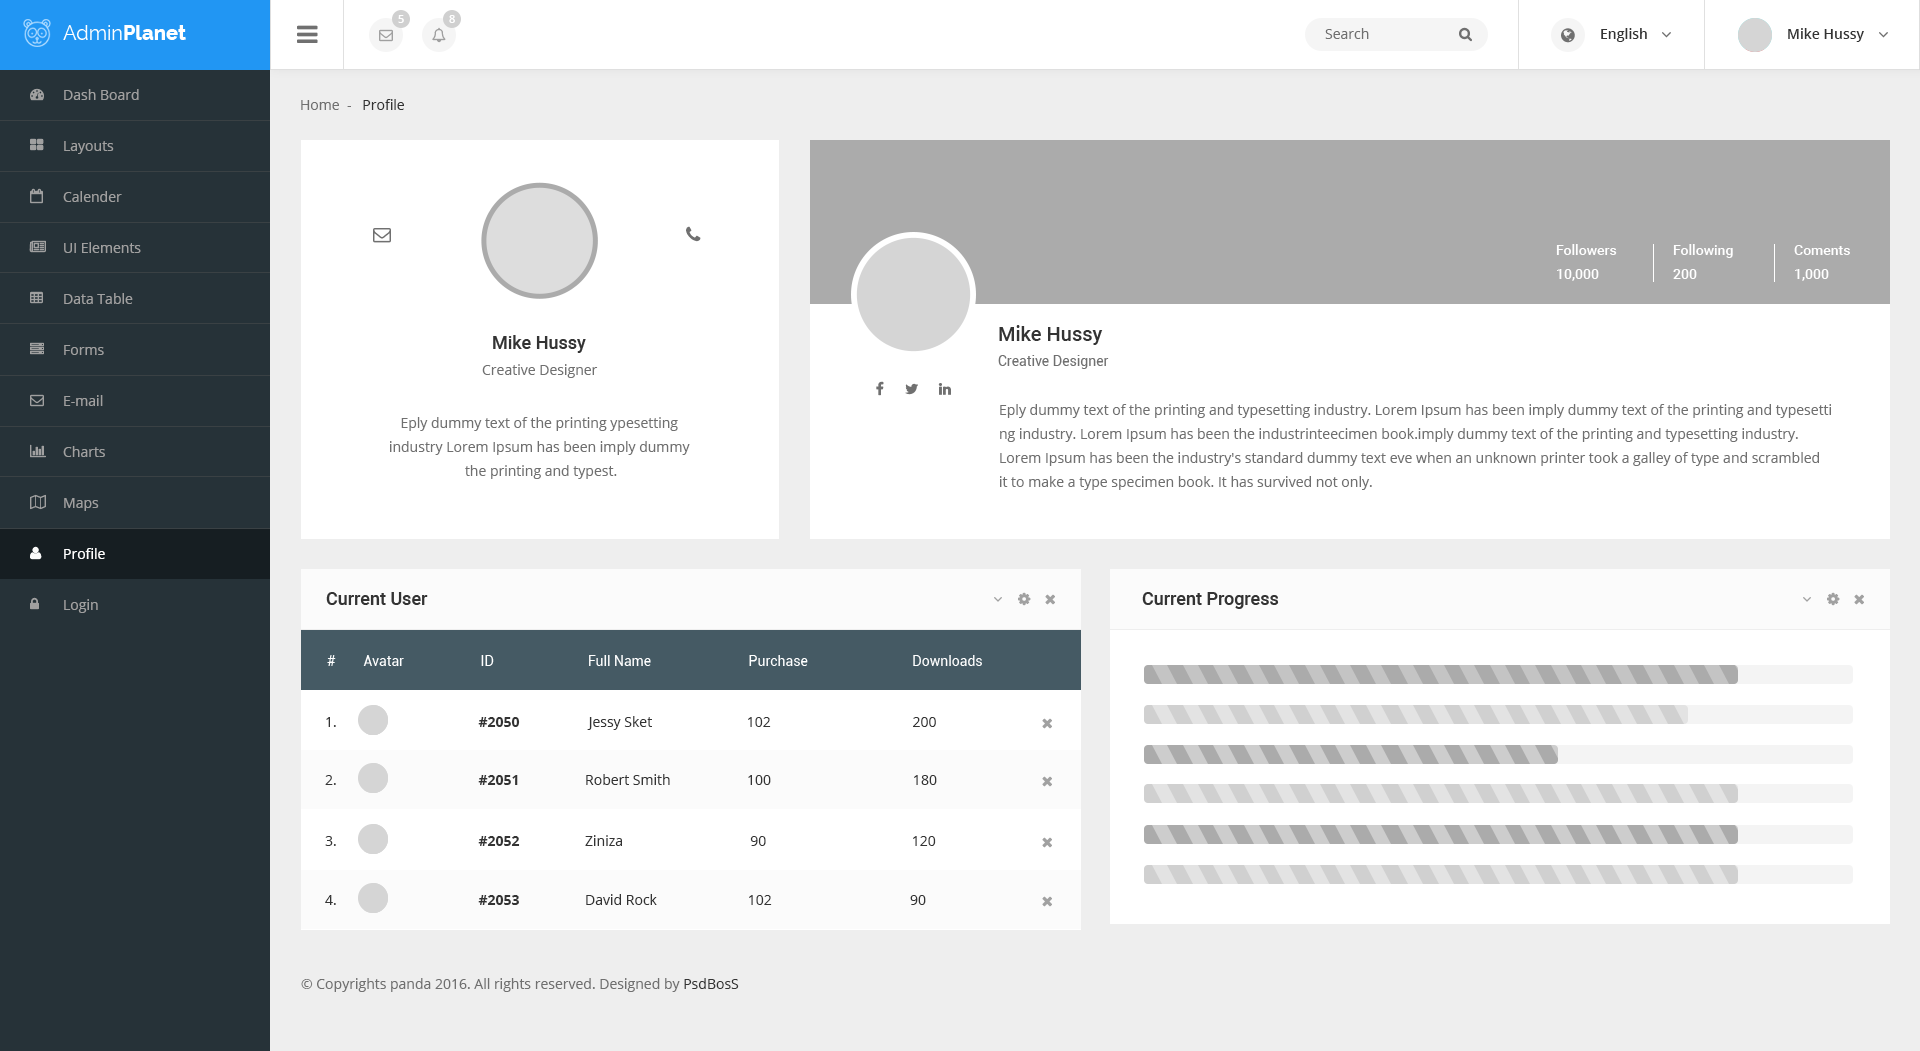 AdminPlanet
5
8
Search
English
Mike Hussy
Dash Board
Layouts
Calender
UI Elements
Data Table
Forms
E-mail
Charts
Maps
Profile
Login
Home - Profile
Mike Hussy
Creative Designer
Eply dummy text of the printing ypesetting
industry Lorem Ipsum has been imply dummy
the printing and typest.
Followers
10,000
Following
200
Coments
1,000
Mike Hussy
Creative Designer
Eply dummy text of the printing and typesetting industry. Lorem Ipsum has been imply dummy text of the printing and typesetti
ng industry. Lorem Ipsum has been the industrinteecimen book.imply dummy text of the printing and typesetting industry.
Lorem Ipsum has been the industry's standard dummy text eve when an unknown printer took a galley of type and scrambled
it to make a type specimen book. It has survived not only.
Current User
# Avatar ID Full Name Purchase Downloads
1. #2050 Jessy Sket 102 200
2. #2051 Robert Smith 100 180
3. #2052 Ziniza 90 120
4. #2053 David Rock 102 90
Current Progress
© Copyrights panda 2016. All rights reserved. Designed by PsdBosS